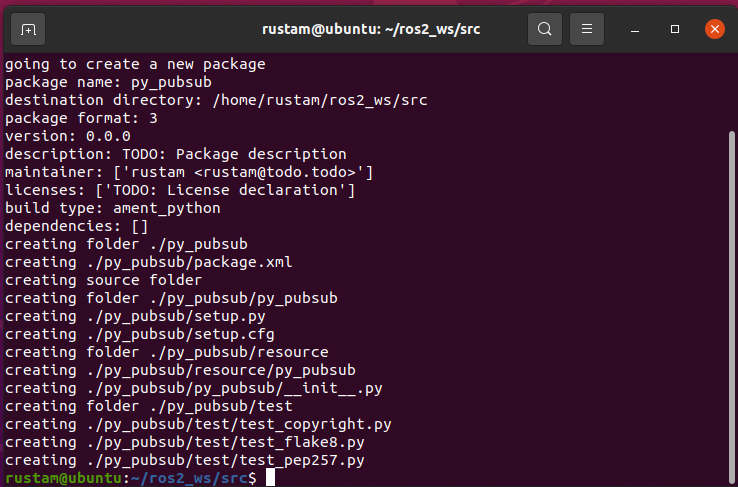 rustam@ubuntu: ~/ros2_ws/src
going to create a new package
package name: py_pubsub
destination directory: /home/rustam/ros2_ws/src
package format: 3
version: 0.0.0
description: TODO: Package description
maintainer: ['rustam <rustam@todo.todo>']
licenses: ['TODO: License declaration']
build type: ament_python
dependencies: []
creating folder ./py_pubsub
creating ./py_pubsub/package.xml
creating source folder
creating folder ./py_pubsub/py_pubsub
creating ./py_pubsub/setup.py
creating ./py_pubsub/setup.cfg
creating folder ./py_pubsub/resource
creating ./py_pubsub/resource/py_pubsub
creating ./py_pubsub/py_pubsub/__init__.py
creating folder ./py_pubsub/test
creating ./py_pubsub/test/test_copyright.py
creating ./py_pubsub/test/test_flake8.py
creating ./py_pubsub/test/test_pep257.py
rustam@ubuntu:~/ros2_ws/src$